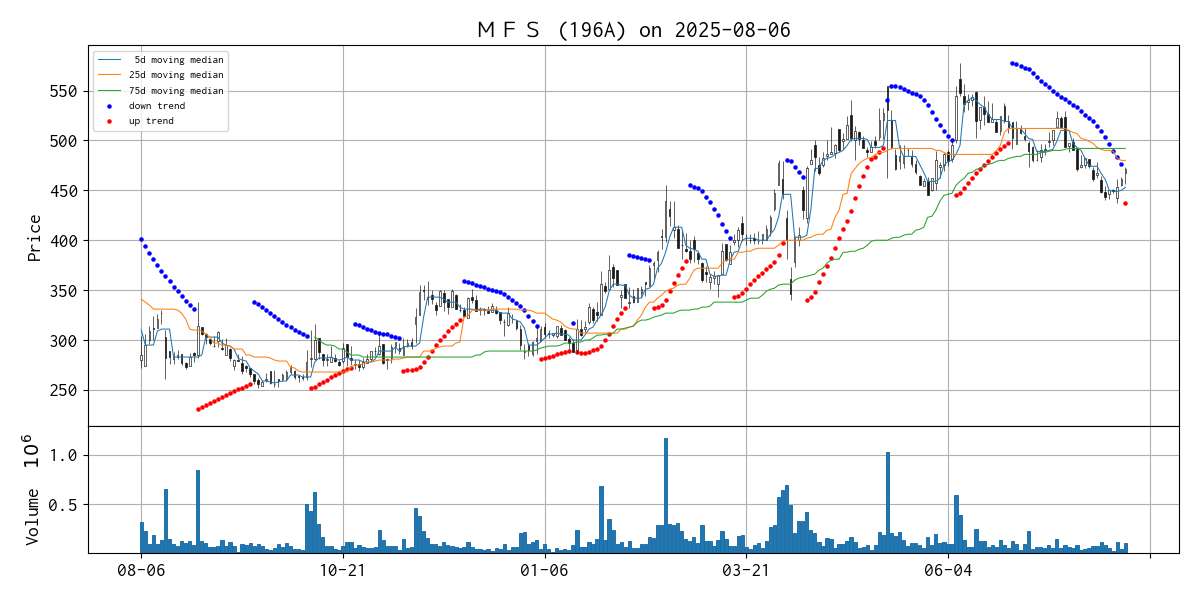 ＭＦＳ (196A) on 2025-08-06
5d moving median
25d moving median
75d moving median
down trend
up trend
Price
550
500
450
400
350
300
250
Volume 10^6
1.0
0.5
08-06 10-21 01-06 03-21 06-04